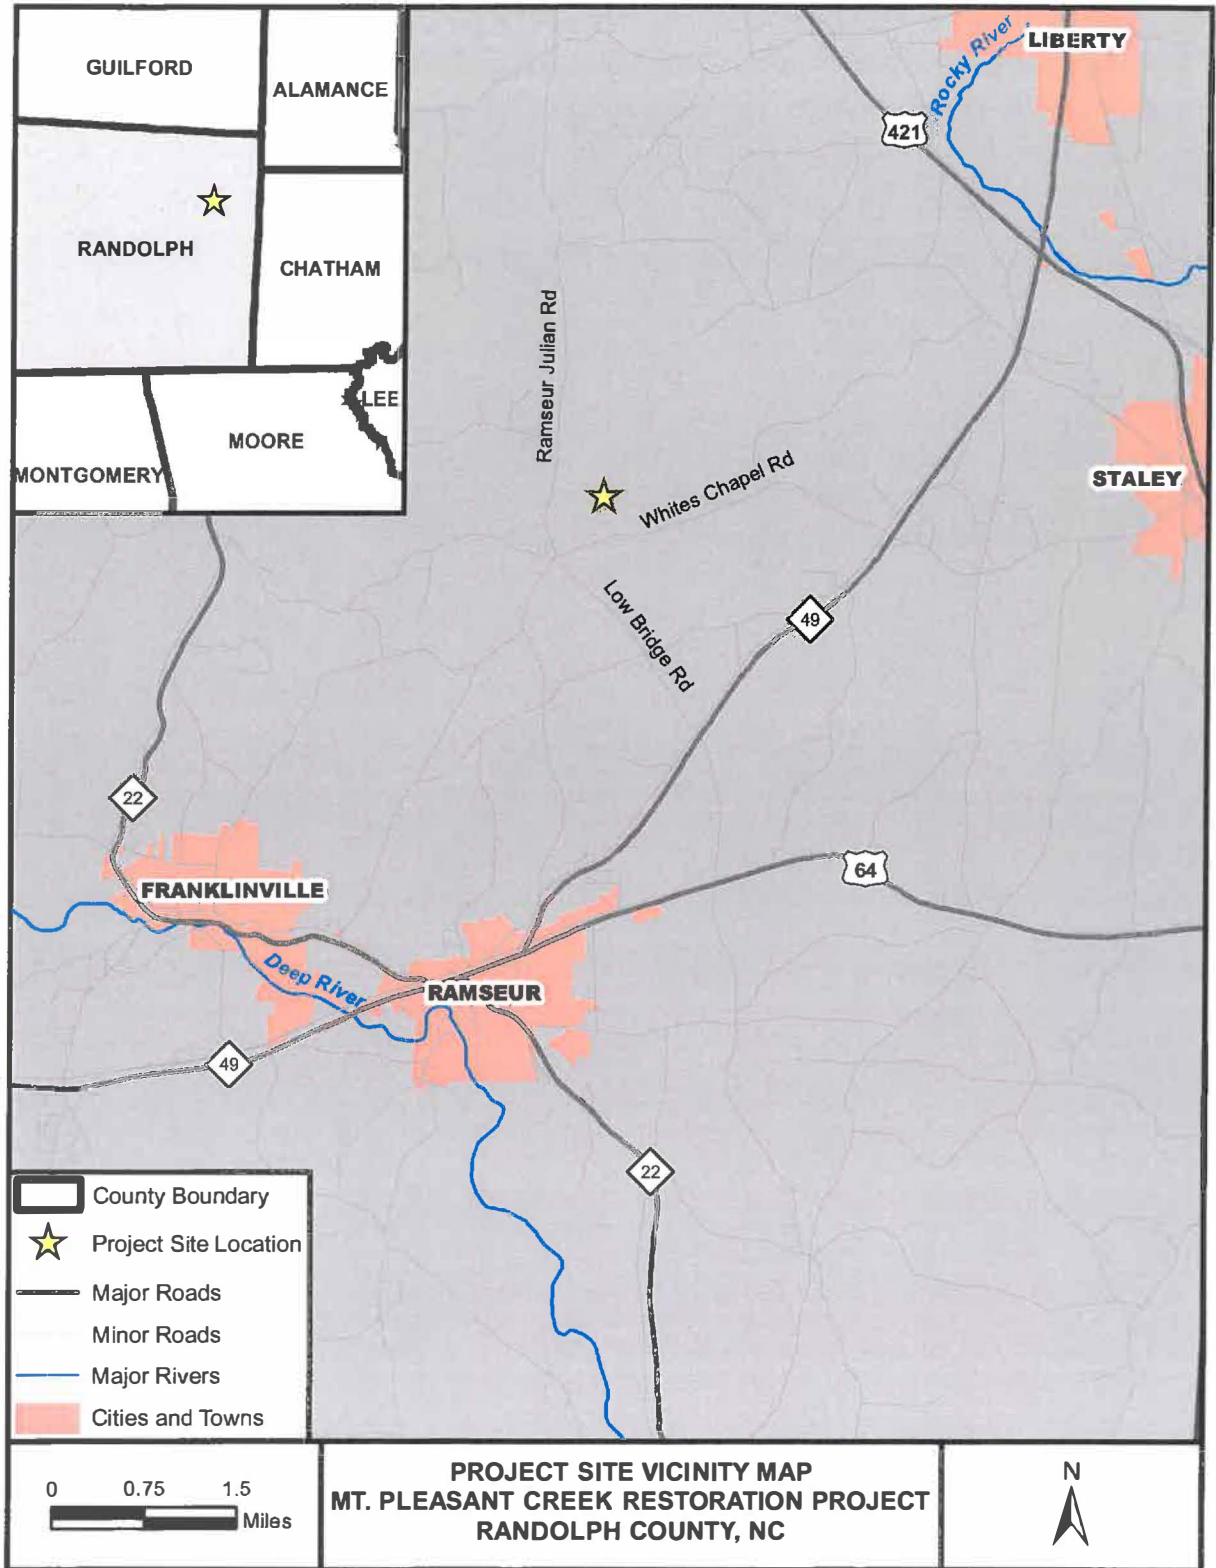 GUILFORD
ALAMANCE
RANDOLPH
CHATHAM
LEE
MOORE
MONTGOMERY
LIBERTY
Rocky River
421
Ramseur Julian Rd
STALEY
Whites Chapel Rd
Low Bridge Rd
49
22
64
FRANKLINVILLE
Deep River
RAMSEUR
49
22
County Boundary
Project Site Location
Major Roads
Minor Roads
Major Rivers
Cities and Towns
0 0.75 1.5
Miles
PROJECT SITE VICINITY MAP
MT. PLEASANT CREEK RESTORATION PROJECT
RANDOLPH COUNTY, NC
N